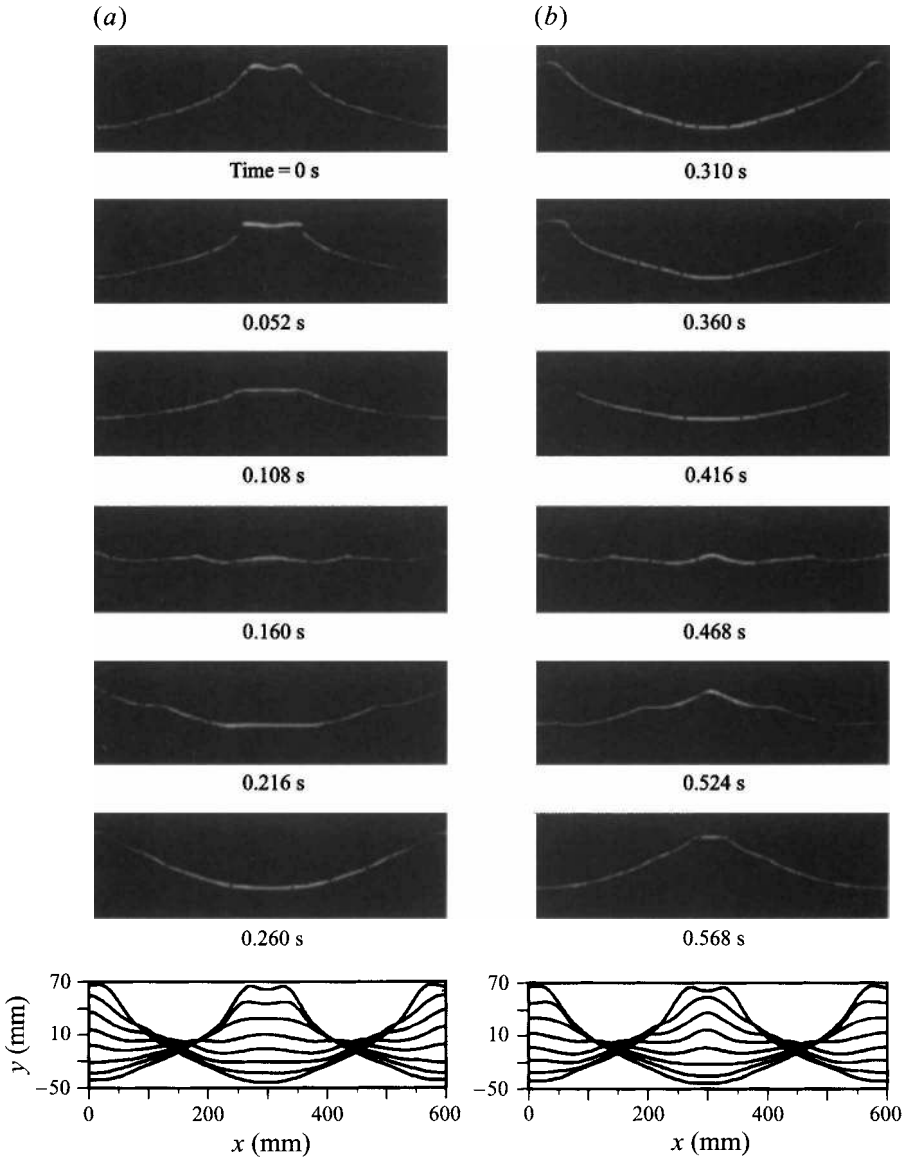 (a)
Time = 0 s
0.052 s
0.108 s
0.160 s
0.216 s
0.260 s
(b)
0.310 s
0.360 s
0.416 s
0.468 s
0.524 s
0.568 s
70
10
−50
y (mm)
0 200 400 600
x (mm)
70
10
−50
0 200 400 600
x (mm)